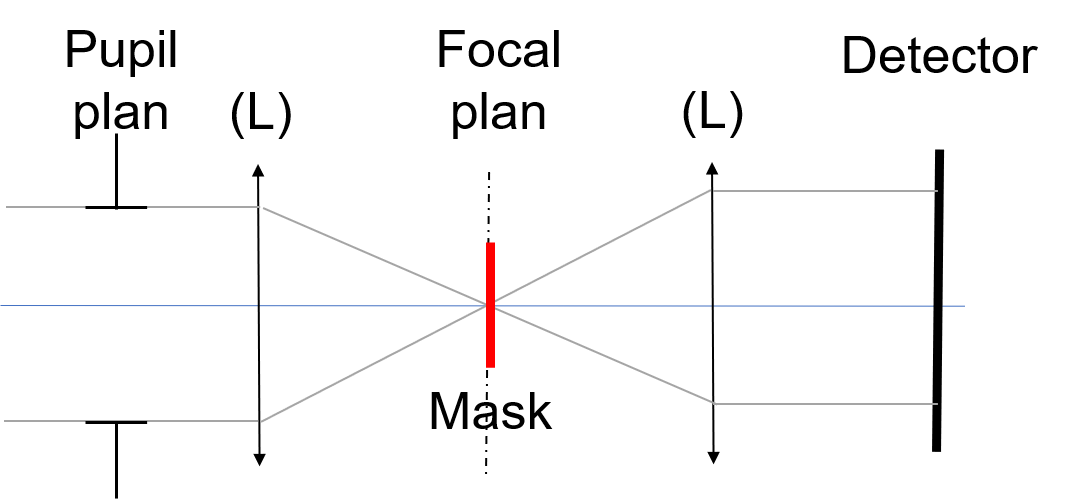 Pupil
plan
(L)
Focal
plan
(L)
Detector
Mask